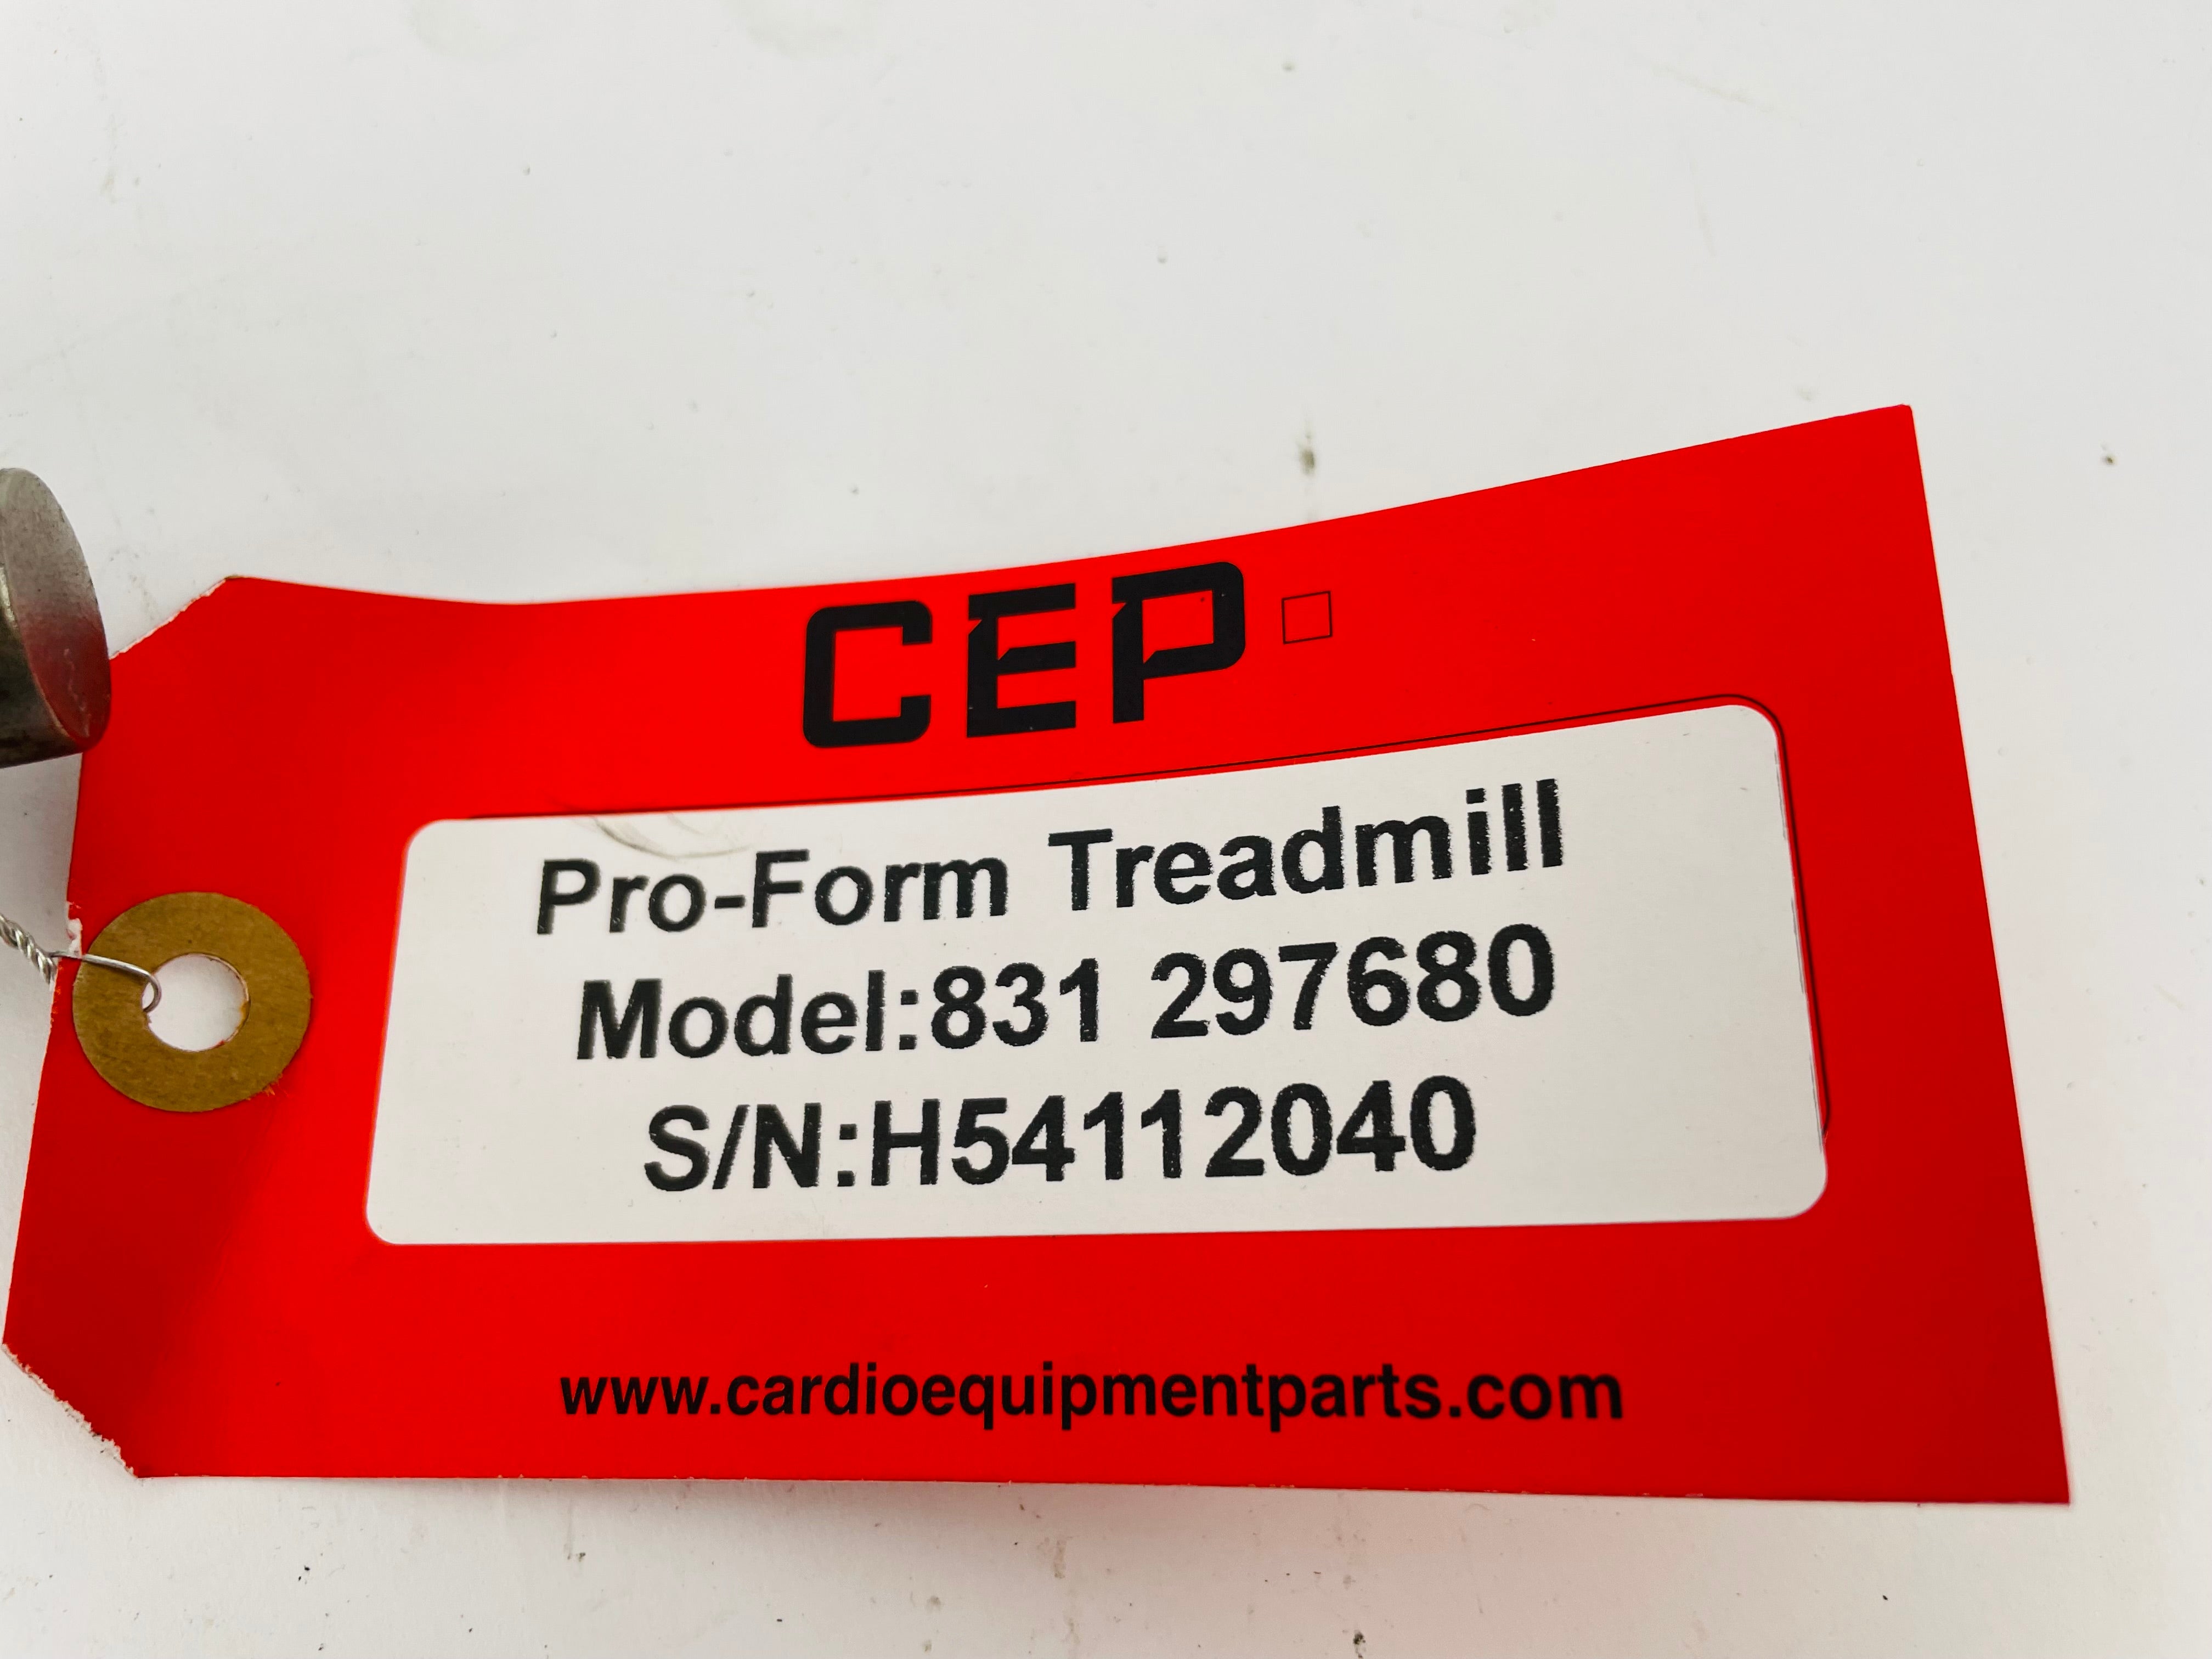 CEP
Pro-Form Treadmill
Model:831 297680
S/N:H54112040
www.cardioequipmentparts.com